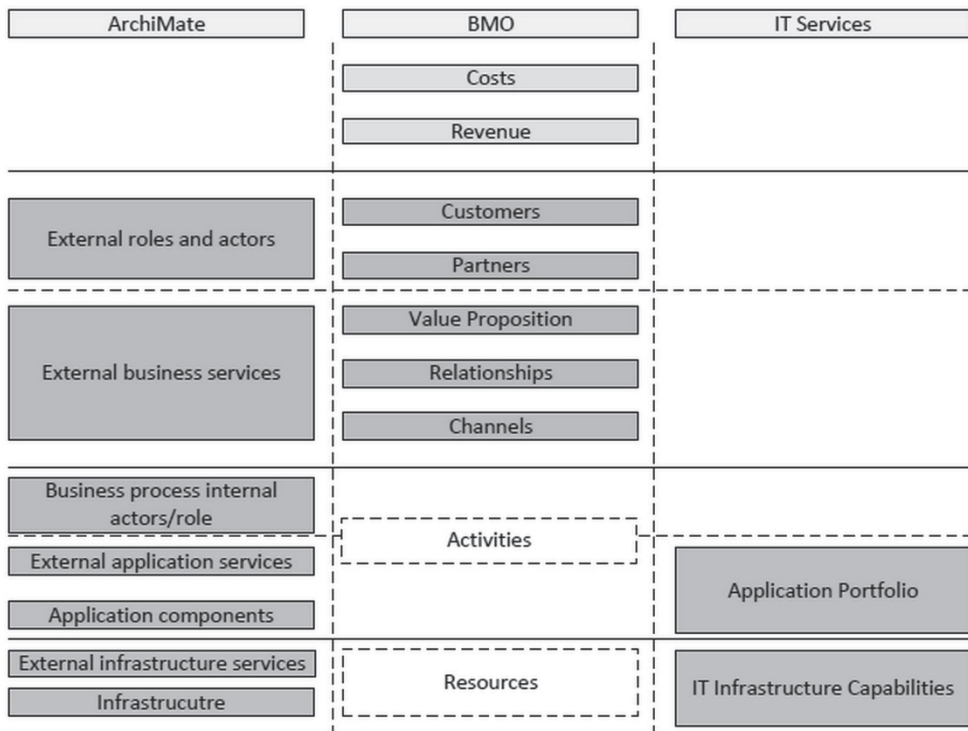 ArchiMate
BMO
IT Services
Costs
Revenue
External roles and actors
Customers
Partners
External business services
Value Proposition
Relationships
Channels
Business process internal
actors/role
Activities
External application services
Application components
Application Portfolio
External infrastructure services
Infrastrucutre
Resources
IT Infrastructure Capabilities